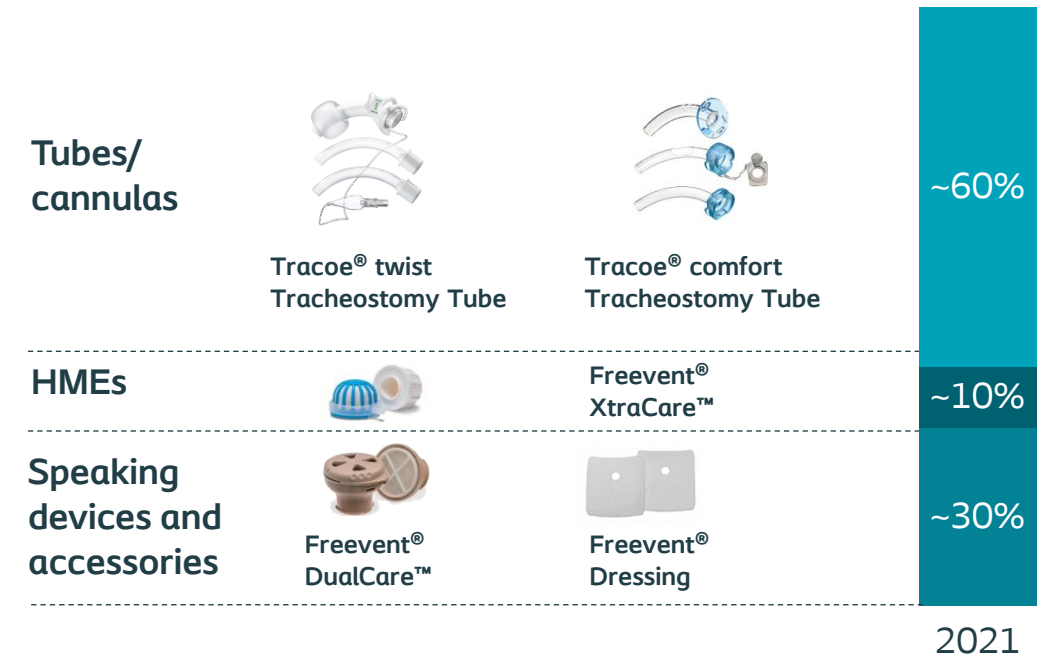 Tubes/
cannulas
~60%
Tracoe® twist
Tracheostomy Tube
Tracoe® comfort
Tracheostomy Tube
HMEs
Freevent®
XtraCare™
~10%
Speaking
devices and
accessories
Freevent®
DualCare™
Freevent®
Dressing
~30%
2021